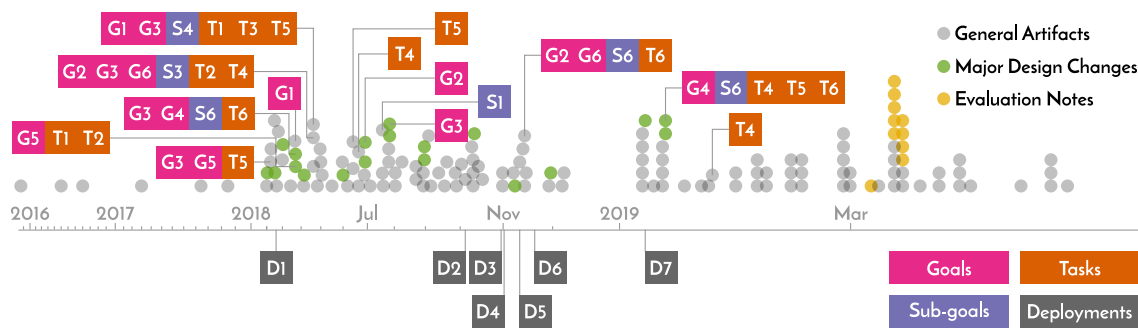 G1 G3 S4 T1 T3 T5
G2 G3 G6 S3 T2 T4
G1
G3 G4 S6 T6
G5 T1 T2
G3 G5 T5
T5
T4
G2
S1
G3
G2 G6 S6 T6
G4 S6 T4 T5 T6
T4
General Artifacts
Major Design Changes
Evaluation Notes
2016 2017 2018 Jul Nov 2019 Mar
D1 D2 D3 D6 D7
D4 D5
Goals Tasks
Sub-goals Deployments